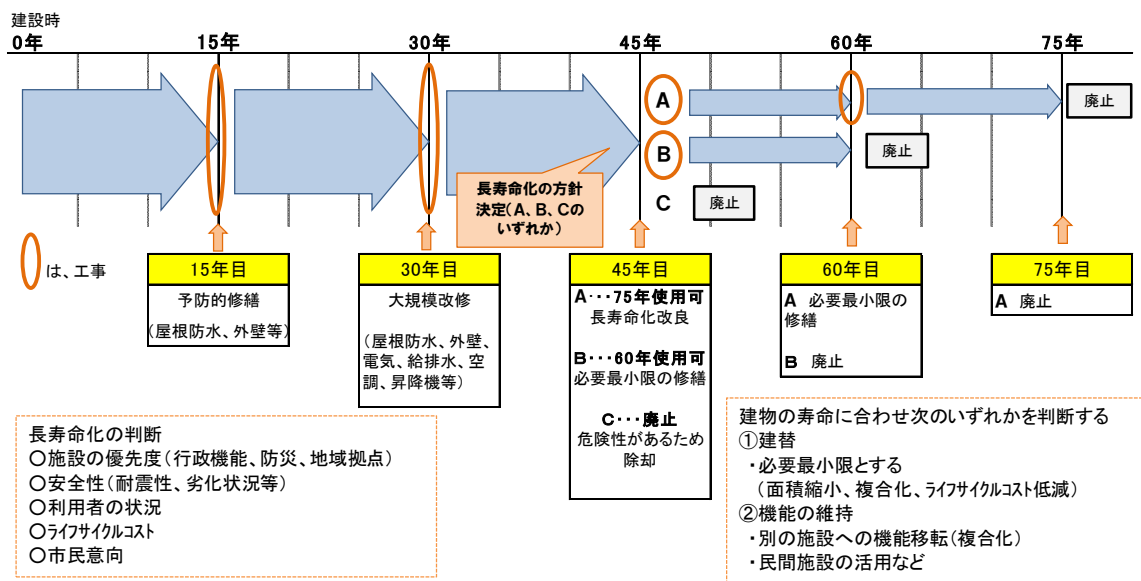 建設時
0年
15年
30年
45年
60年
75年
A
廃止
B
廃止
C
廃止
長寿命化の方針
決定(A、B、Cの
いずれか)
は、工事
15年目
予防的修繕
(屋根防水、外壁等)
30年目
大規模改修
(屋根防水、外壁、
電気、給排水、空
調、昇降機等)
45年目
A・・・75年使用可
長寿命化改良
B・・・60年使用可
必要最小限の修繕
C・・・廃止
危険性があるため
除却
60年目
A 必要最小限の
修繕
B 廃止
75年目
A 廃止
長寿命化の判断
○施設の優先度(行政機能、防災、地域拠点)
○安全性(耐震性、劣化状況等)
○利用者の状況
○ライフサイクルコスト
○市民意向
建物の寿命に合わせ次のいずれかを判断する
①建替
・必要最小限とする
(面積縮小、複合化、ライフサイクルコスト低減)
②機能の維持
・別の施設への機能移転(複合化)
・民間施設の活用など